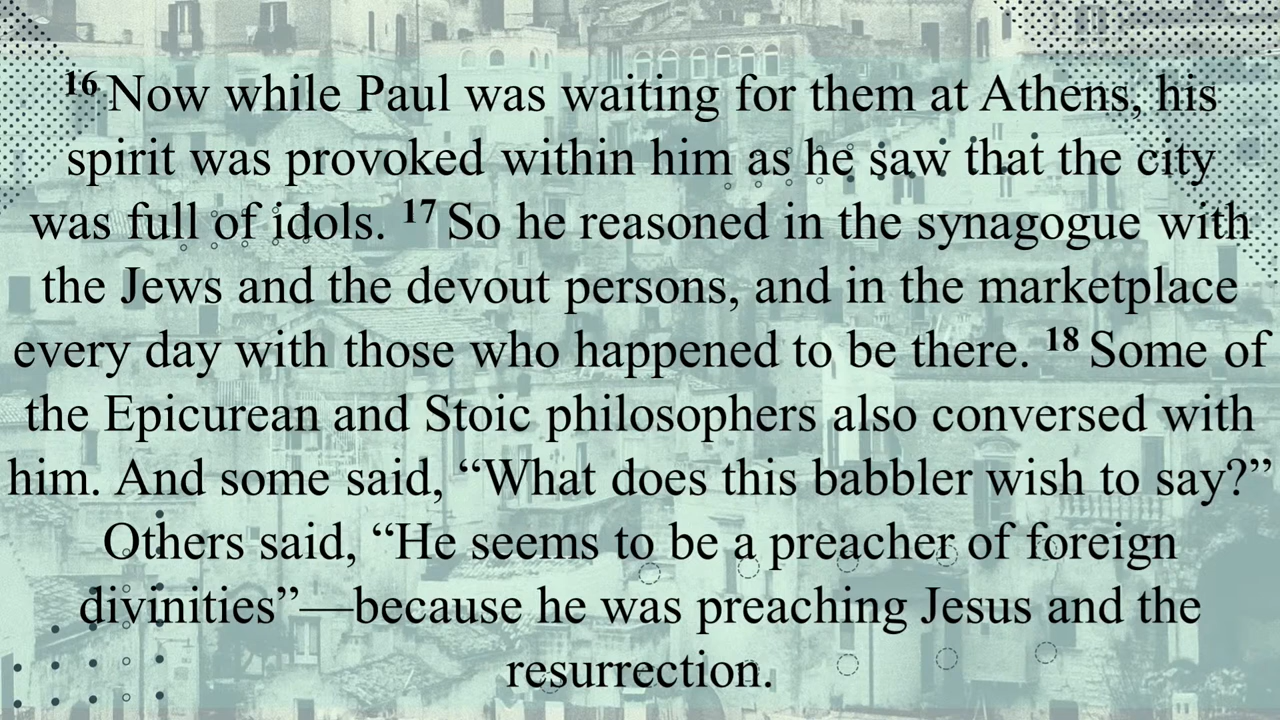 16 Now while Paul was waiting for them at Athens, his
spirit was provoked within him as he saw that the city
was full of idols. 17 So he reasoned in the synagogue with
the Jews and the devout persons, and in the marketplace
every day with those who happened to be there. 18 Some of
the Epicurean and Stoic philosophers also conversed with
him. And some said, “What does this babbler wish to say?”
Others said, “He seems to be a preacher of foreign
divinities”—because he was preaching Jesus and the
resurrection.